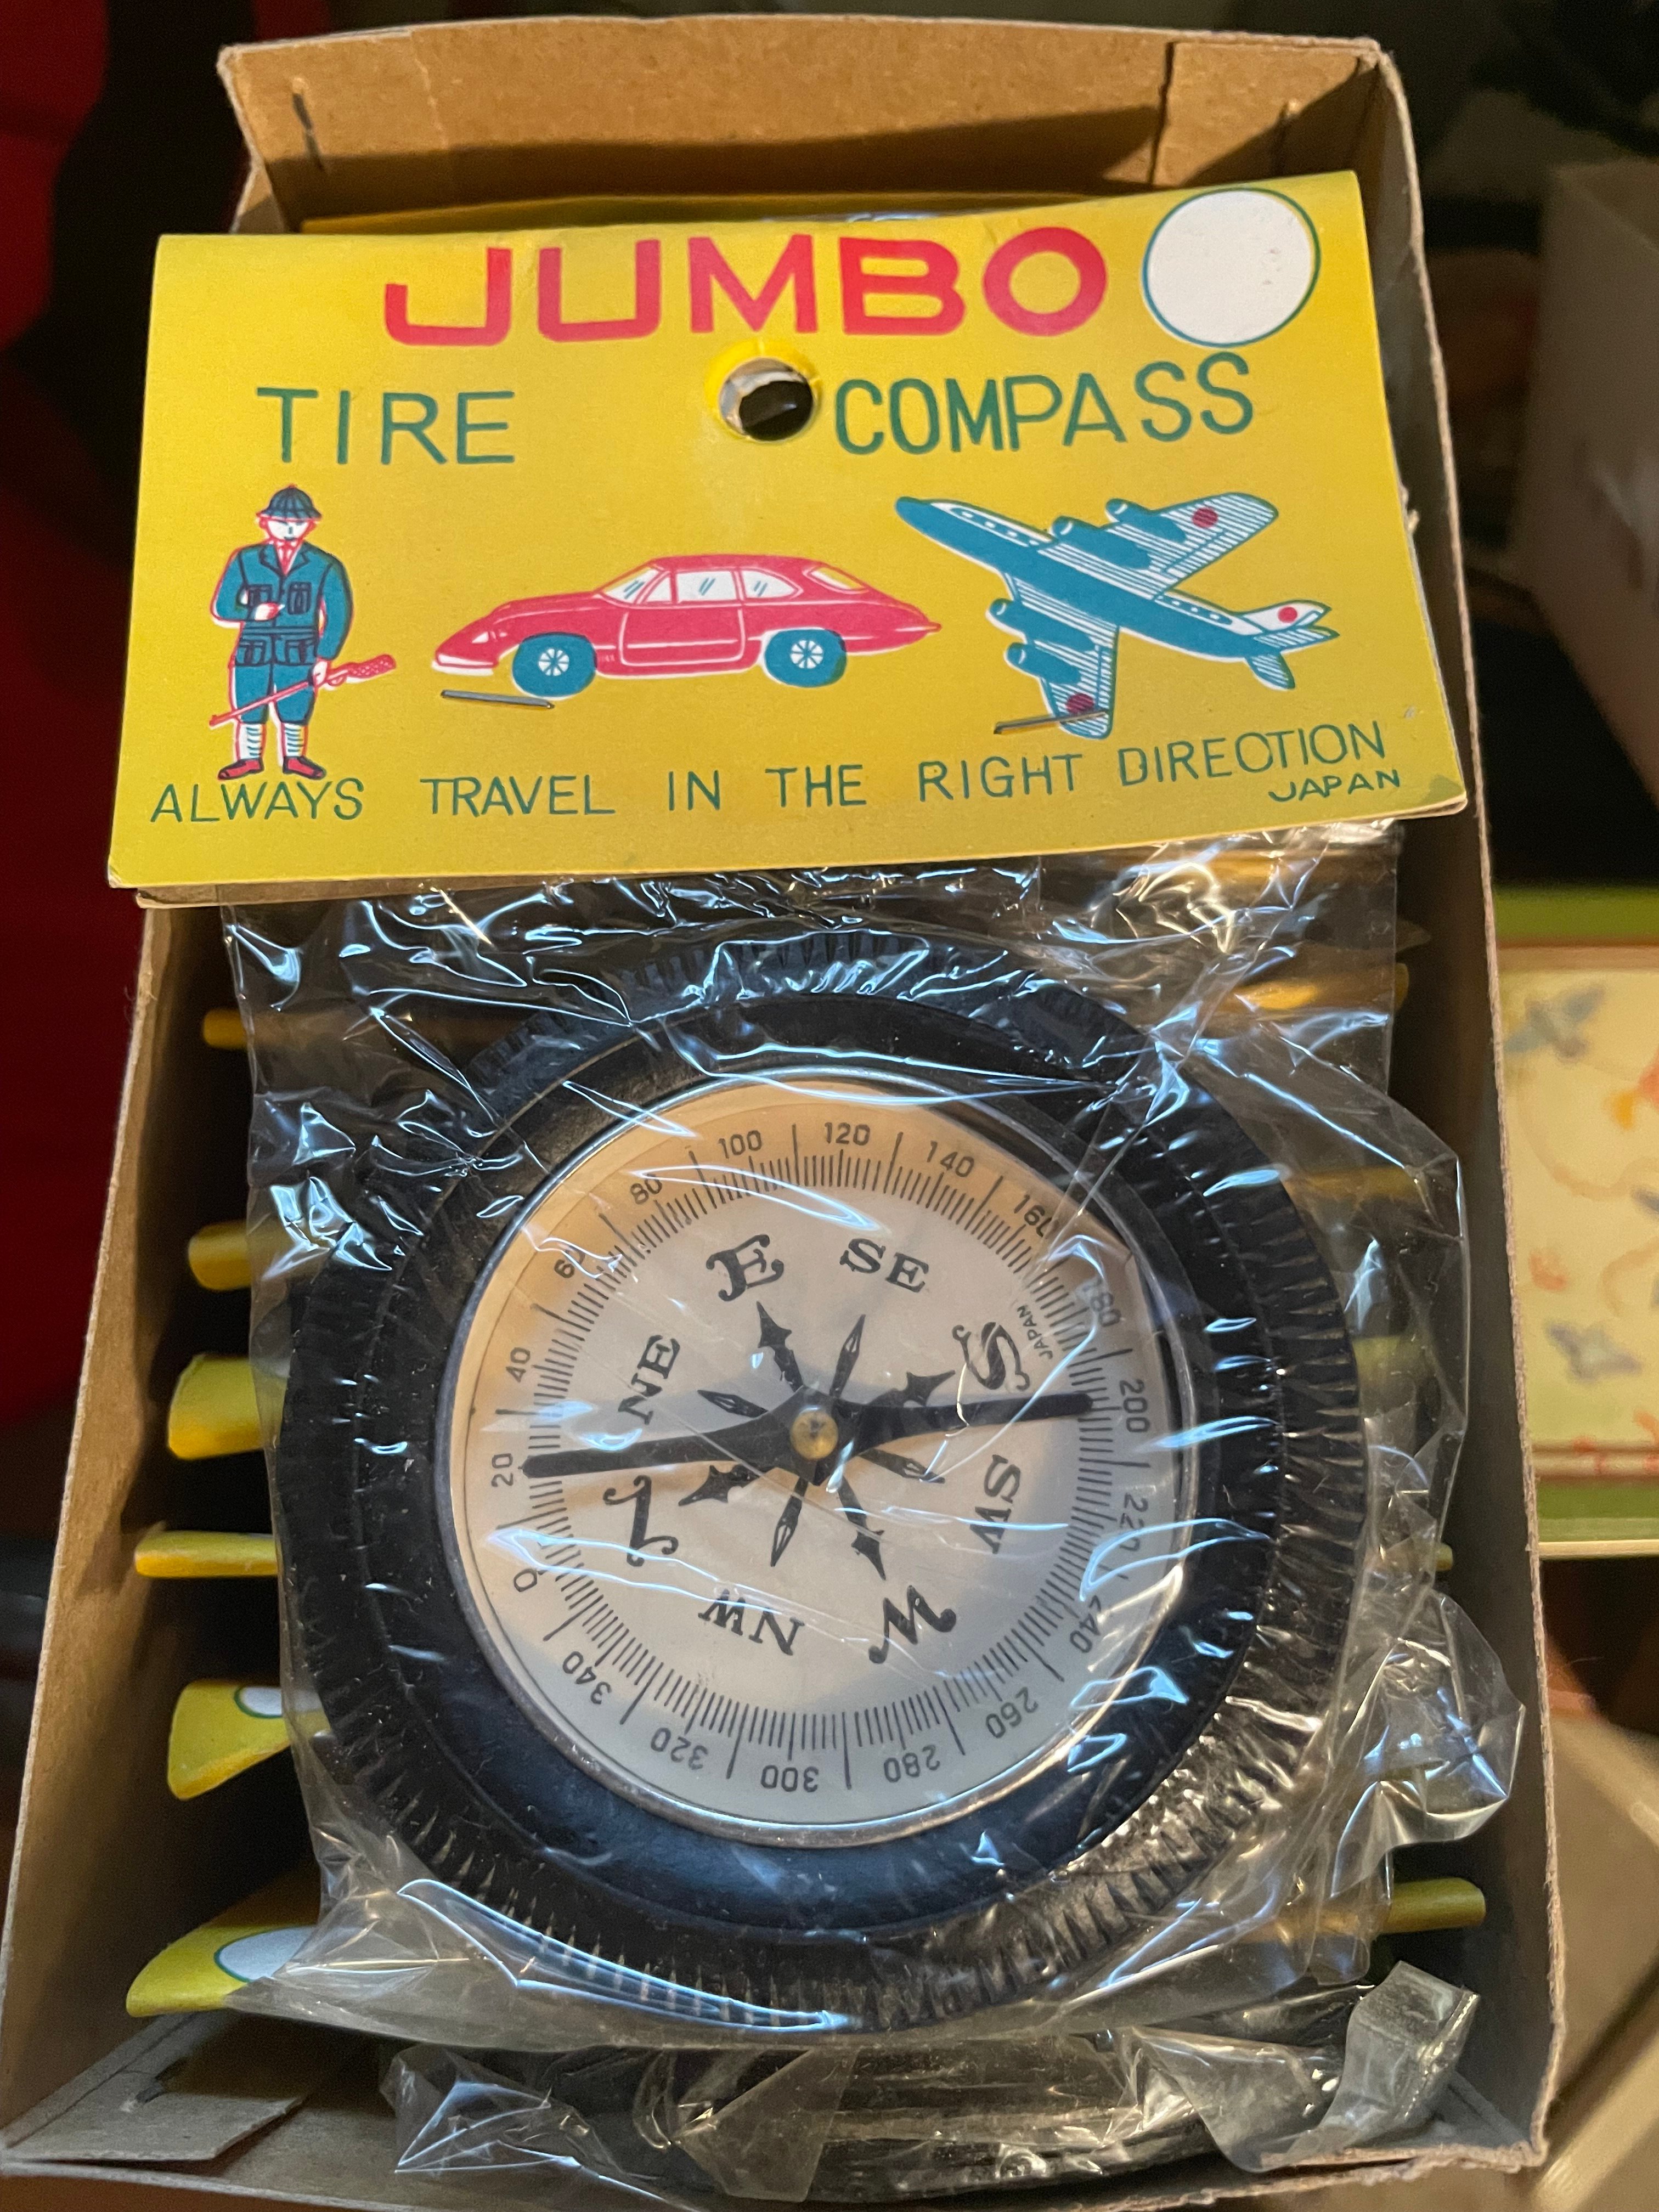 JUMBO
TIRE COMPASS
ALWAYS TRAVEL IN THE RIGHT DIRECTION
JAPAN
0
20
40
60
80
100
120
140
160
180
200
220
240
260
280
300
320
340
N
NE
E
SE
S
SW
W
NW
JAPAN